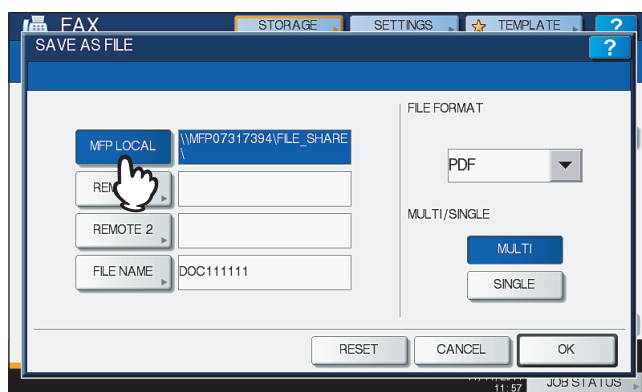 FAX
STORAGE
SETTINGS
TEMPLATE
?
SAVE AS FILE
?
FILE FORMAT
MFP LOCAL
\\MFP07317394\FILE_SHARE
\
PDF
REMOTE 2
MULTI/SINGLE
MULTI
FILE NAME
DOC111111
SINGLE
RESET
CANCEL
OK
11:57
JOB STATUS